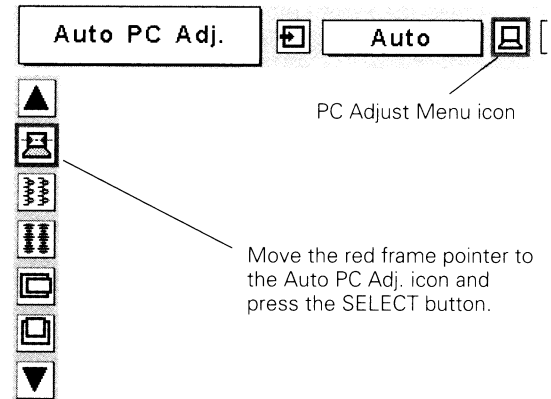 Auto PC Adj.
Auto
PC Adjust Menu icon
Move the red frame pointer to
the Auto PC Adj. icon and
press the SELECT button.